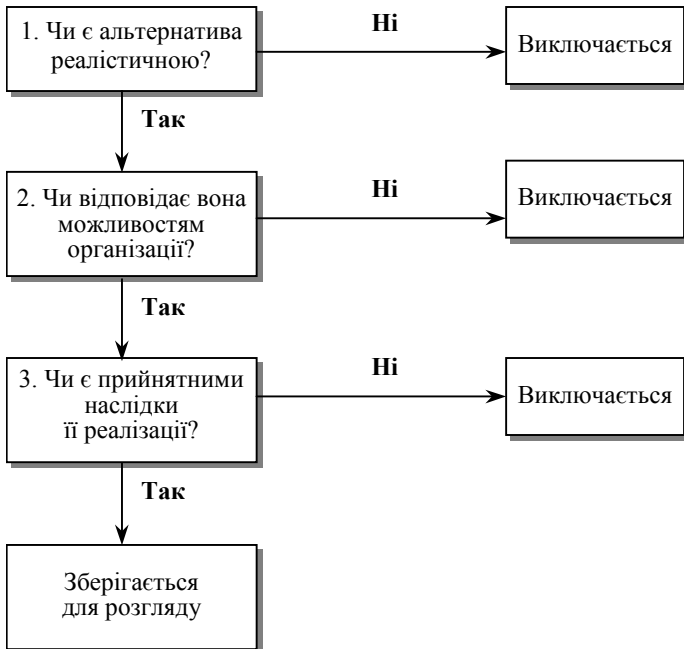 1. Чи є альтернатива
реалістичною?
Ні
Виключається
Так
2. Чи відповідає вона
можливостям
організації?
Ні
Виключається
Так
3. Чи є прийнятними
наслідки
її реалізації?
Ні
Виключається
Так
Зберігається
для розгляду